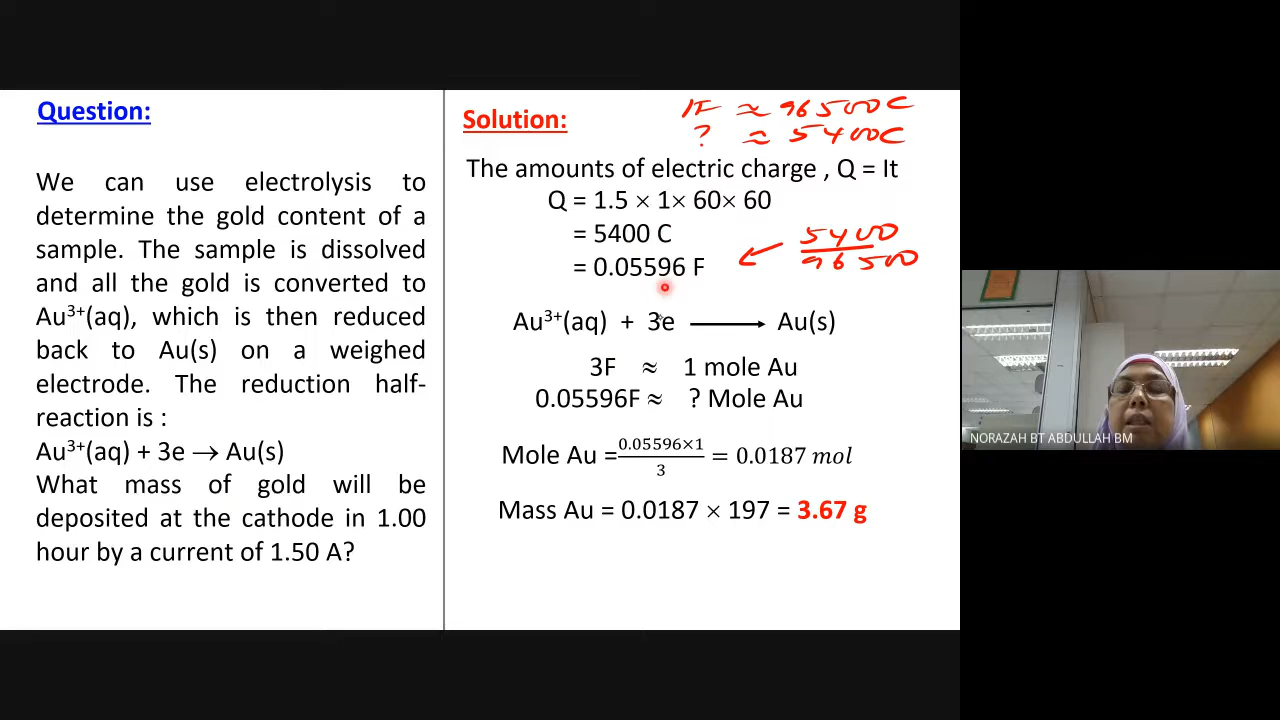 Question:
We can use electrolysis to
determine the gold content of a
sample. The sample is dissolved
and all the gold is converted to
Au³⁺(aq), which is then reduced
back to Au(s) on a weighed
electrode. The reduction half-
reaction is :
Au³⁺(aq) + 3e → Au(s)
What mass of gold will be
deposited at the cathode in 1.00
hour by a current of 1.50 A?
1F ≈ 96500C
? ≈ 5400C
Solution:
The amounts of electric charge , Q = It
Q = 1.5 × 1× 60× 60
= 5400 C
= 0.05596 F
5400
96500
Au³⁺(aq) + 3e ⟶ Au(s)
3F ≈ 1 mole Au
0.05596F ≈ ? Mole Au
Mole Au = 0.05596×1 / 3 = 0.0187 mol
Mass Au = 0.0187 × 197 = 3.67 g
NORAZAH BT ABDULLAH BM